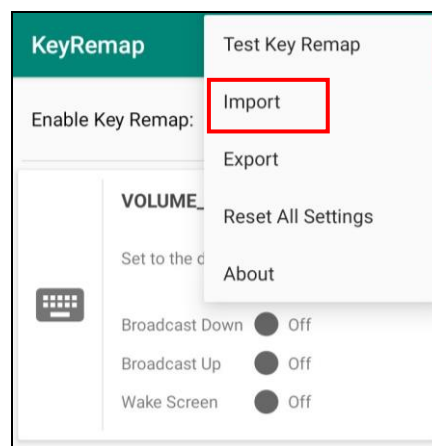 KeyRemap
Test Key Remap
Import
Enable Key Remap:
Export
VOLUME_
Reset All Settings
Set to the d
About
Broadcast Down Off
Broadcast Up Off
Wake Screen Off